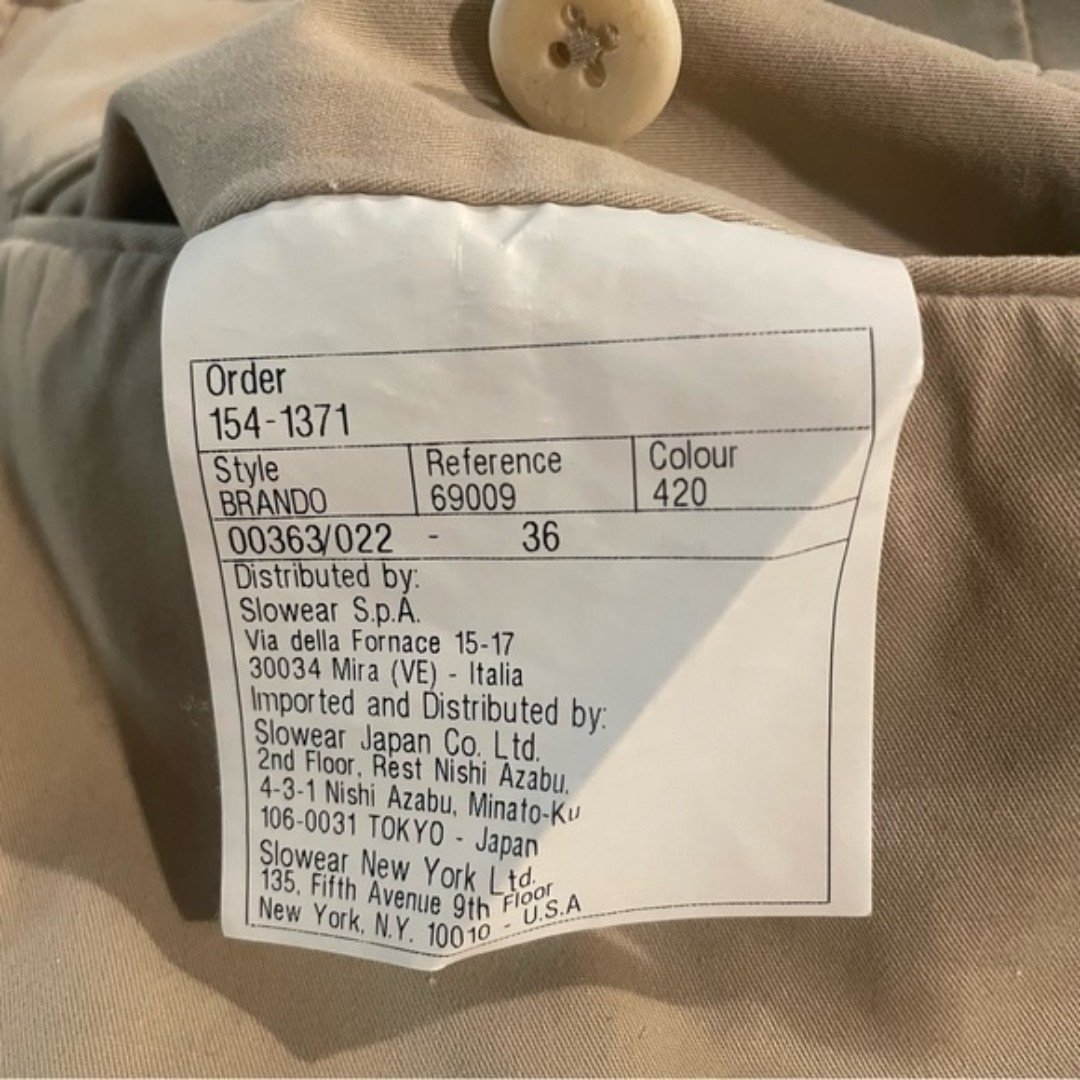 Order
154-1371
Style Reference Colour
BRANDO 69009 420
00363/022 - 36
Distributed by:
Slowear S.p.A.
Via della Fornace 15-17
30034 Mira (VE) - Italia
Imported and Distributed by:
Slowear Japan Co. Ltd.
2nd Floor, Rest Nishi Azabu,
4-3-1 Nishi Azabu, Minato-Ku
106-0031 TOKYO - Japan
Slowear New York Ltd.
135, Fifth Avenue 9th Floor
New York, N.Y. 10010 - U.S.A